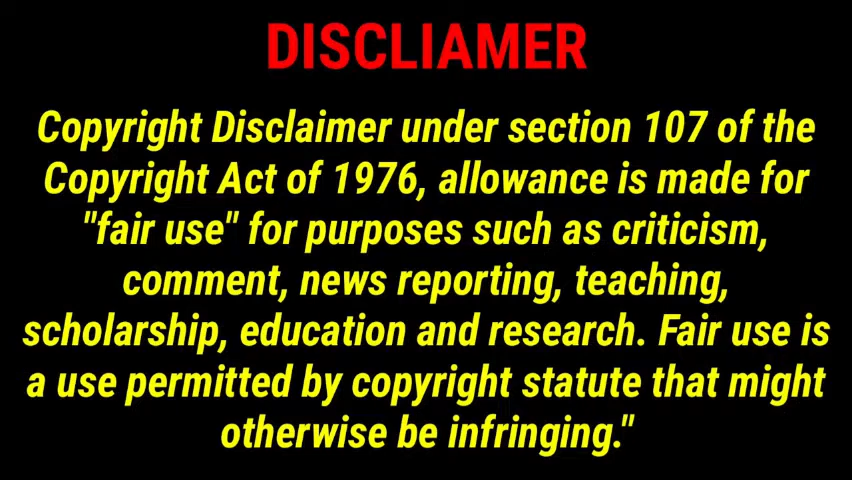 DISCLIAMER
Copyright Disclaimer under section 107 of the
Copyright Act of 1976, allowance is made for
"fair use" for purposes such as criticism,
comment, news reporting, teaching,
scholarship, education and research. Fair use is
a use permitted by copyright statute that might
otherwise be infringing."